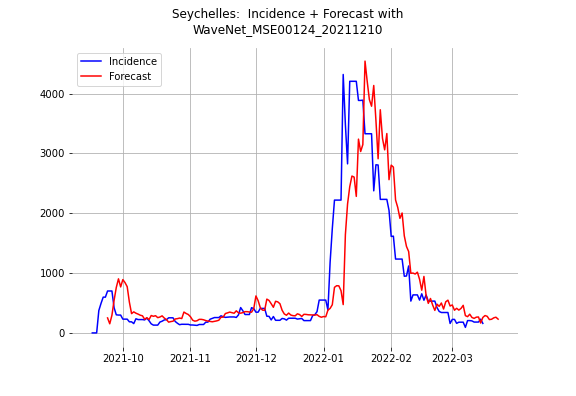 Seychelles:  Incidence + Forecast with
WaveNet_MSE00124_20211210
Incidence
Forecast
4000
3000
2000
1000
0
2021-10
2021-11
2021-12
2022-01
2022-02
2022-03